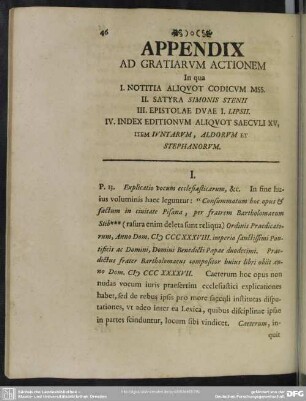 46
APPENDIX
AD GRATIARVM ACTIONEM
In qua
I. NOTITIA ALIQVOT CODICVM MSS.
II. SATYRA SIMONIS STENII
III. EPISTOLAE DVAE I. LIPSII.
IV. INDEX EDITIONVM ALIQVOT SAECVLI XV,
ITEM IVNTARVM, ALDORVM ET
STEPHANORVM.
I.
P. 15. Explicatio vocum ecclesiasticarum, &c. In fine hu-
ius voluminis haec leguntur: "Consummatum hoc opus &
factum in ciuitate Pisana, per fratrem Bartholomaeum
Stib*** (rasura enim deleta sunt reliqua) Ordinis Praedicato-
rum, Anno Dom. CIƆ CCC XXXVIII. imperio sanctissimi Pon-
tificis ac Domini, Domini Benedicti Papae duodecimi. Prae-
dictus frater Bartholomaeus compositor huius libri obiit an-
no Dom. CIƆ CCC XXXXVII. Caeterum hoc opus non
nudas vocum iuris praesertim ecclesiastici explicationes
habet, sed de rebus ipsis pro more saeculi institutas dispu-
tationes, vt adeo inter ea Lexica, quibus disciplinae ipsae
in partes scinduntur, locum sibi vindicet. Caeterum, in-
quit